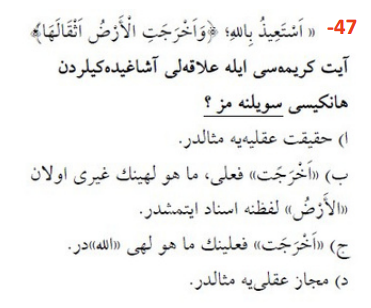 47- « اَسْتَعِيذُ بِاللهِ؛ ﴿وَاَخْرَجَتِ الْاَرْضُ اَثْقَالَهَا﴾»
آيت كريمه‌سى ايله علاقه‌لى آشاغيده‌كيلردن
هانكيسى سويلنه مز ؟
ا) حقيقت عقليه‌يه مثالدر.
ب) «اَخْرَجَت» فعلى، ما هو لهينك غيرى اولان
«الأَرْضُ» لفظنه اسناد ايتمشدر.
ج) «اَخْرَجَت» فعلينك ما هو لهى «الله»در.
د) مجاز عقلى‌يه مثالدر.